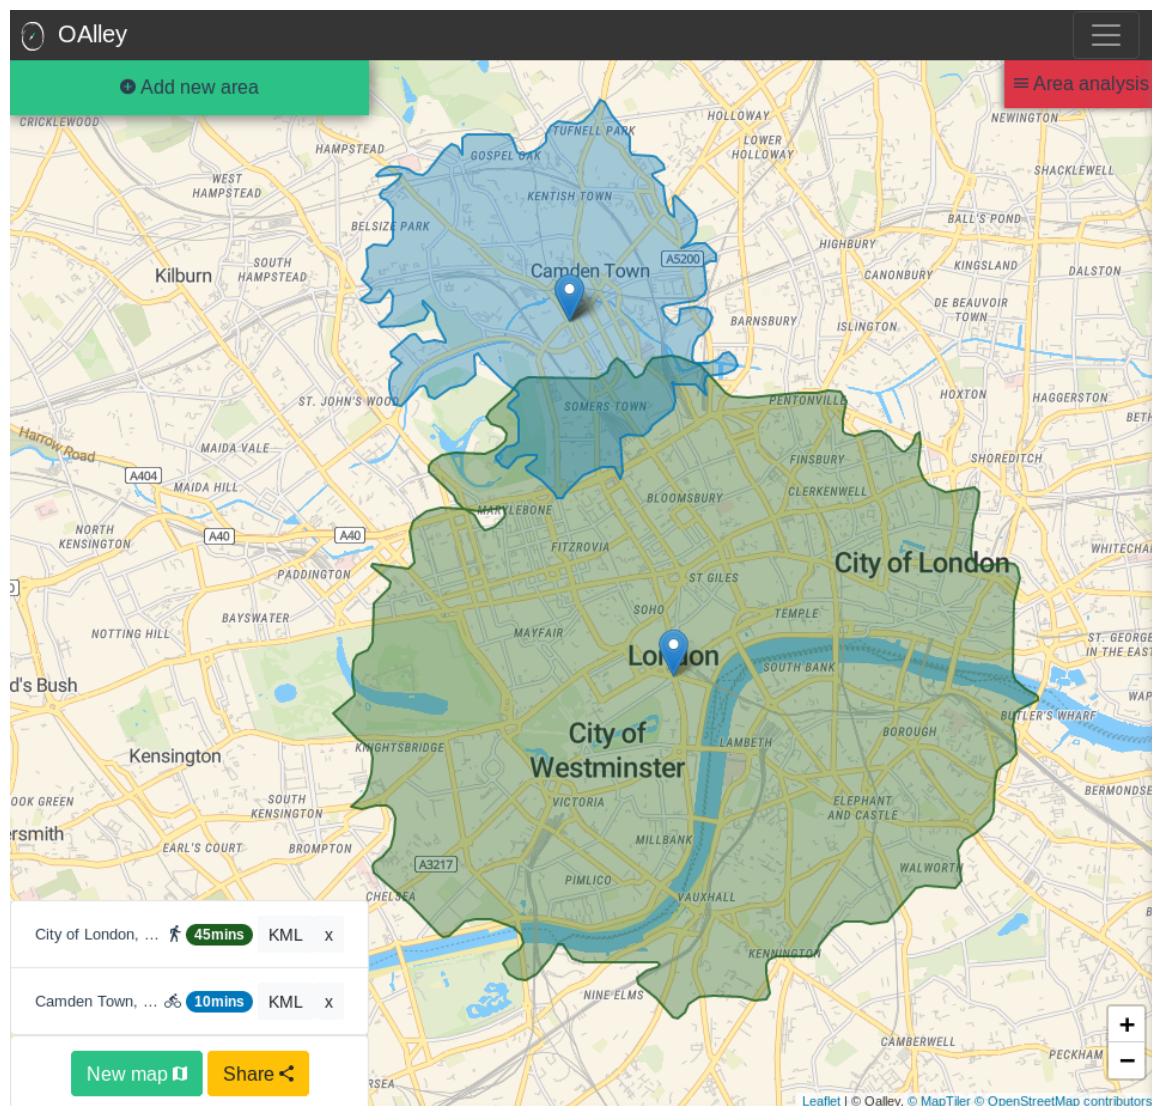 OAlley
Add new area
Area analysis
CRICKLEWOOD
TUFNELL PARK
HOLLOWAY
NEWINGTON
HAMPSTEAD
GOSPEL OAK
LOWER
HOLLOWAY
SHACKLEWELL
WEST
HAMPSTEAD
KENTISH TOWN
BELSIZE PARK
BALL'S POND
HIGHBURY
A5200
SOUTH
HAMPSTEAD
Kilburn
Camden Town
CANONBURY
KINGSLAND
DALSTON
DE BEAUVOIR
TOWN
BARNSBURY
ISLINGTON
ST. JOHN'S WOOD
SOMERS TOWN
PENTONVILLE
HOXTON
HAGGERSTON
BETH
Harrow Road
MAIDA VALE
FINSBURY
SHOREDITCH
A404
MAIDA HILL
BLOOMSBURY
CLERKENWELL
MARYLEBONE
NORTH
KENSINGTON
A40
A40
FITZROVIA
WHITECHAP
City of London
PADDINGTON
ST GILES
0
BAYSWATER
SOHO
TEMPLE
NOTTING HILL
MAYFAIR
ST. GEORGE
IN THE EAST
London
SOUTH BANK
d's Bush
WAP
BUTLER'S WHARF
City of
Westminster
KNIGHTSBRIDGE
LAMBETH
BOROUGH
Kensington
BERMONDSE
OOK GREEN
SOUTH
KENSINGTON
VICTORIA
ELEPHANT
AND CASTLE
ersmith
EARL'S COURT
BROMPTON
MILLBANK
A3217
WALWORTH
PIMLICO
CHELSEA
VAUXHALL
City of London, ...
45mins
KML
x
KENNINGTON
Camden Town, ...
10mins
KML
x
NINE ELMS
CAMBERWELL
PECKHAM
+
−
New map
Share
RSEA
Leaflet | © Oalley, © MapTiler © OpenStreetMap contributors